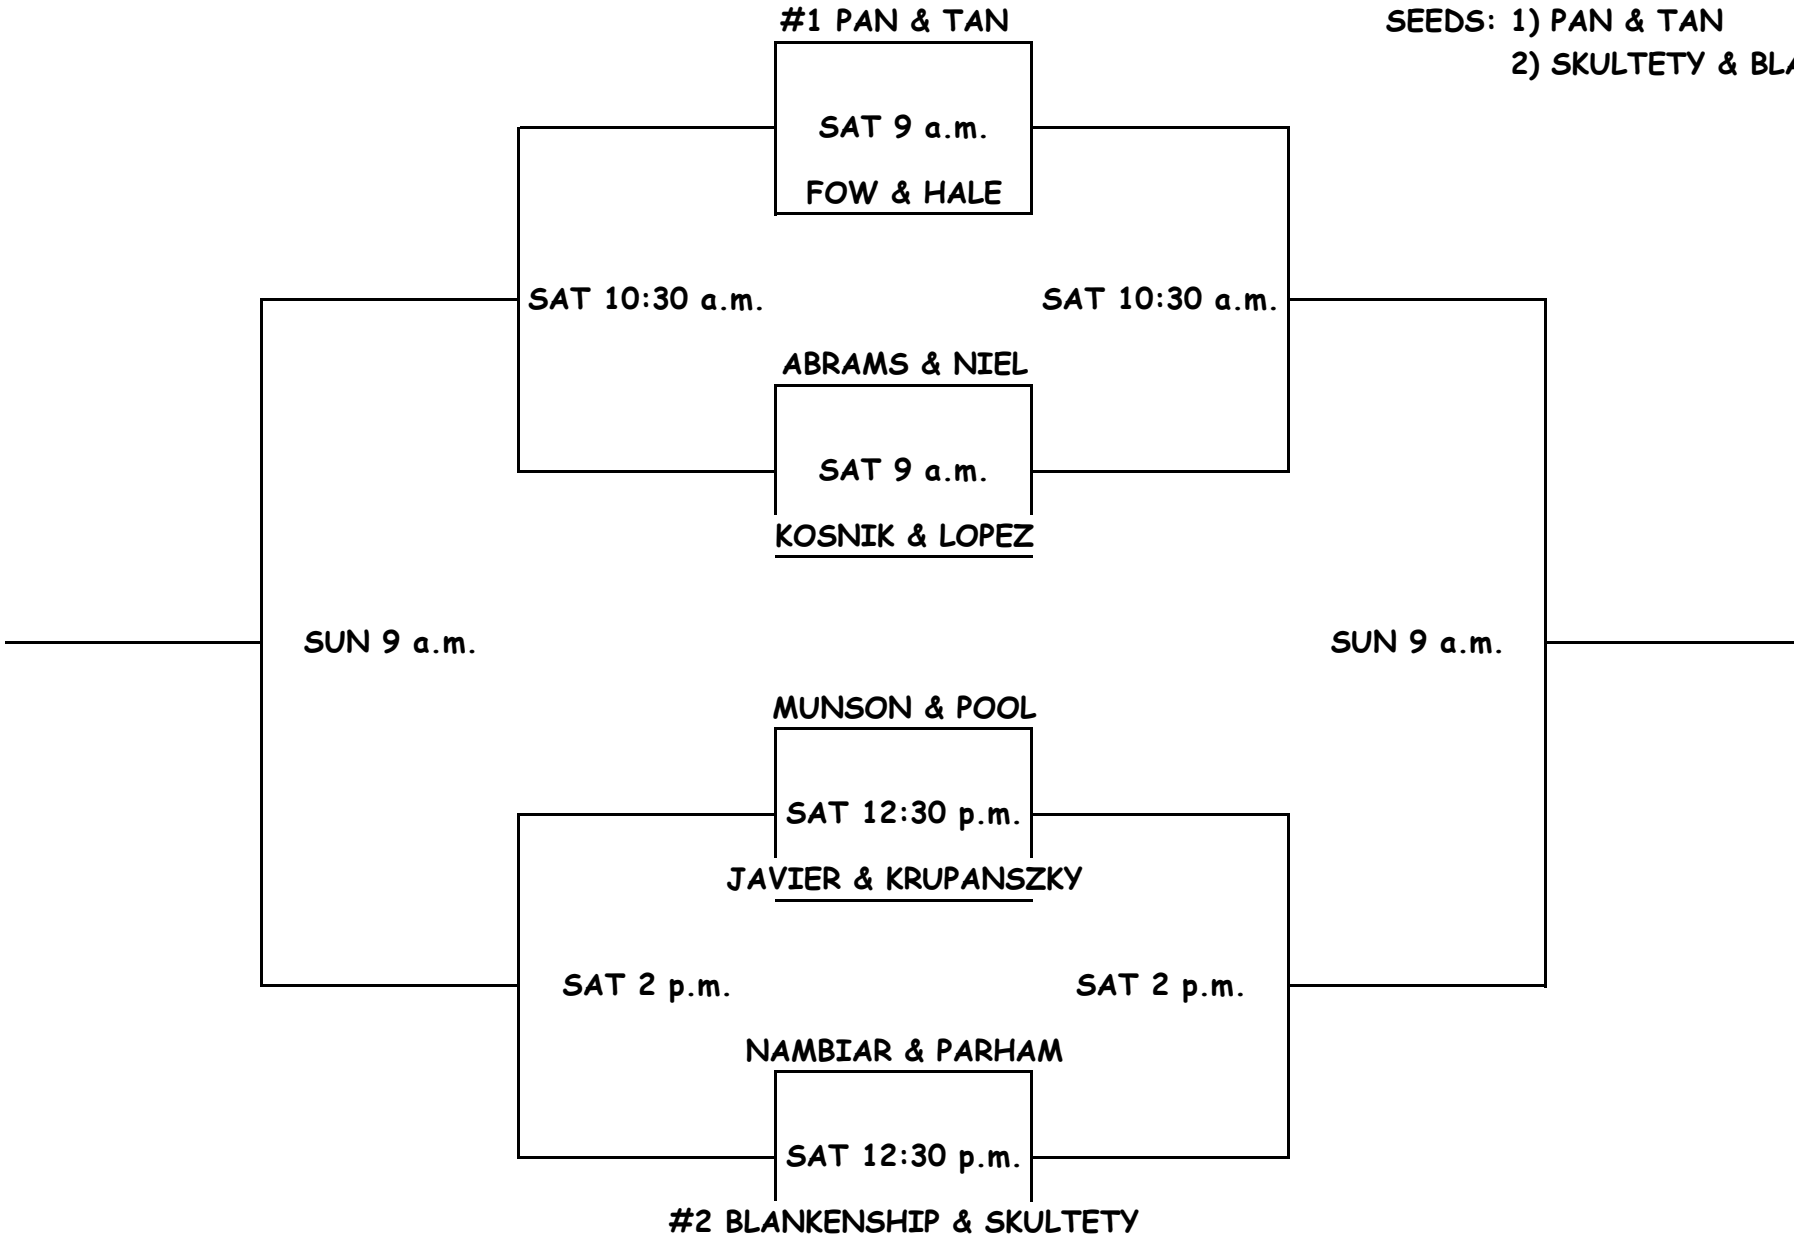 #1 PAN & TAN
SEEDS: 1) PAN & TAN
2) SKULTETY &
SAT 9 a.m.
FOW & HALE
SAT 10:30 a.m.
SAT 10:30 a.m.
ABRAMS & NIEL
SAT 9 a.m.
KOSNIK & LOPEZ
SUN 9 a.m.
SUN 9 a.m.
MUNSON & POOL
SAT 12:30 p.m.
JAVIER & KRUPANSZKY
SAT 2 p.m.
SAT 2 p.m.
NAMBIAR & PARHAM
SAT 12:30 p.m.
#2 BLANKENSHIP & SKULTETY